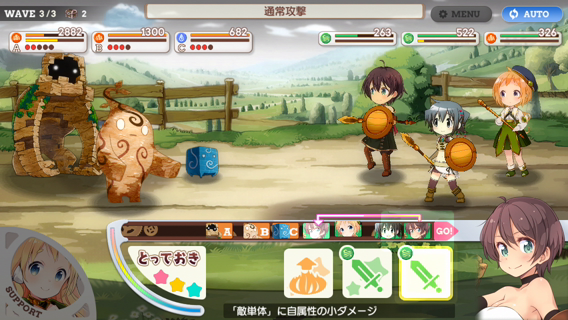 WAVE 3/3 2
通常攻撃
MENU
AUTO
2882
1300
682
263
522
326
A
B
C
A B C GO!
とっておき
SUPPORT
「敵単体」に自属性の小ダメージ